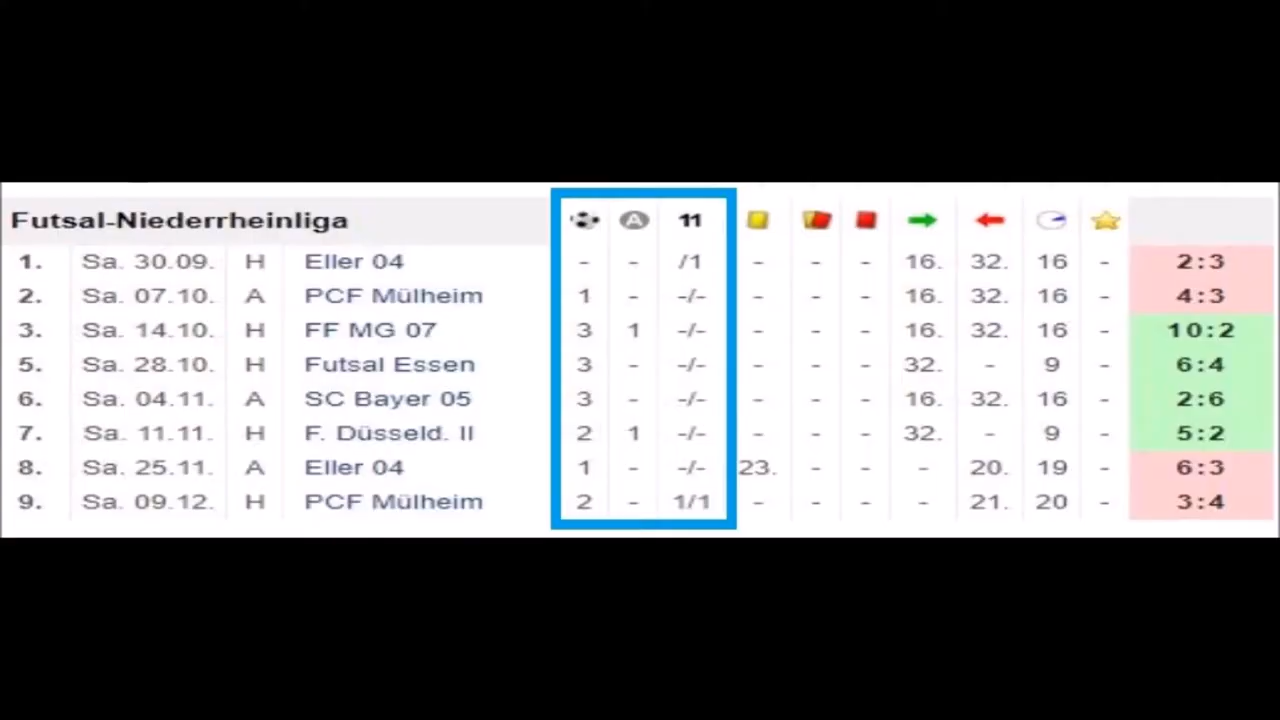 Futsal-Niederrheinliga A 11
1. Sa. 30.09. H Eller 04 - - /1 - - - 16. 32. 16 - 2:3
2. Sa. 07.10. A PCF Mülheim 1 - -/- - - - 16. 32. 16 - 4:3
3. Sa. 14.10. H FF MG 07 3 1 -/- - - - 16. 32. 16 - 10:2
5. Sa. 28.10. H Futsal Essen 3 - -/- - - - 32. - 9 - 6:4
6. Sa. 04.11. A SC Bayer 05 3 - -/- - - - 16. 32. 16 - 2:6
7. Sa. 11.11. H F. Düsseld. II 2 1 -/- - - - 32. - 9 - 5:2
8. Sa. 25.11. A Eller 04 1 - -/- 23. - - - 20. 19 - 6:3
9. Sa. 09.12. H PCF Mülheim 2 - 1/1 - - - - 21. 20 - 3:4